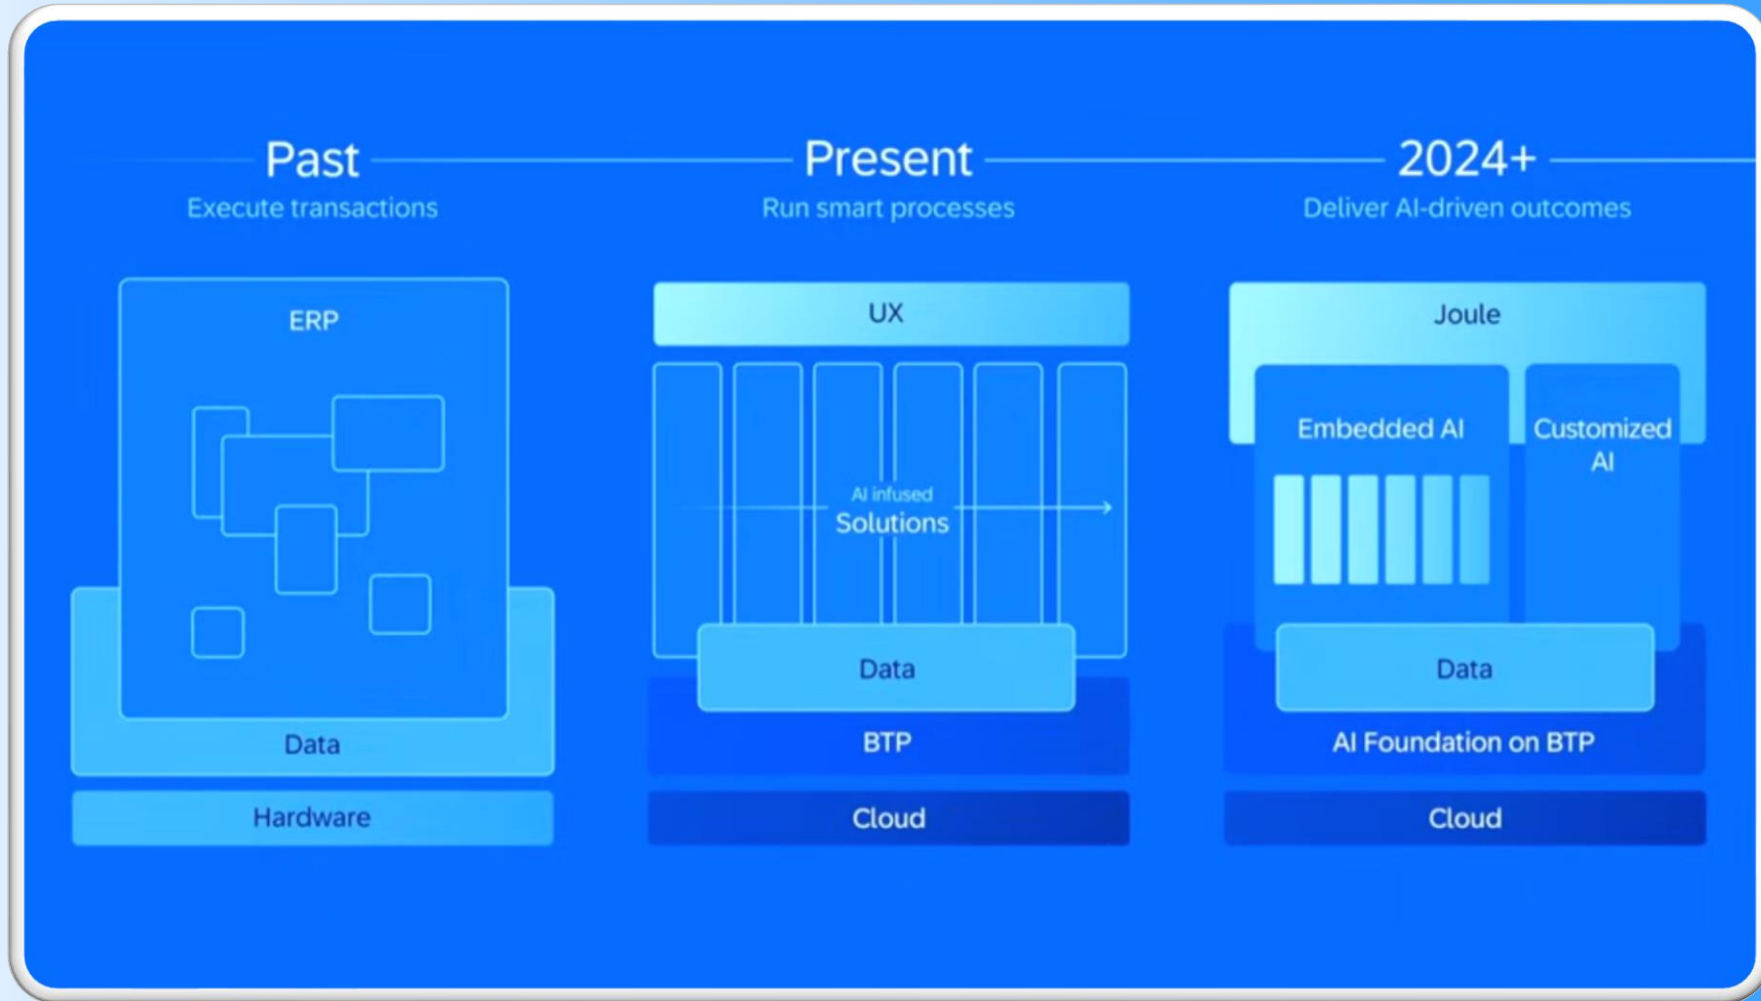 Past
Execute transactions
ERP
Data
Hardware
Present
Run smart processes
UX
AI infused
Solutions
Data
BTP
Cloud
2024+
Deliver AI-driven outcomes
Joule
Embedded AI
Customized
AI
Data
AI Foundation on BTP
Cloud